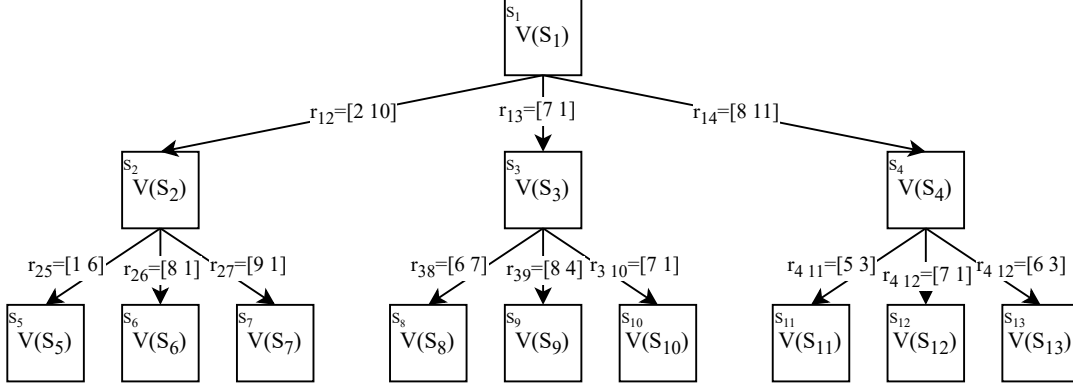 S1
V(S1)
r12=[2 10]
r13=[7 1]
r14=[8 11]
S2
V(S2)
S3
V(S3)
S4
V(S4)
r25=[1 6]
r26=[8 1]
r27=[9 1]
r38=[6 7]
r39=[8 4]
r3 10=[7 1]
r4 11=[5 3]
r4 12=[7 1]
r4 12=[6 3]
S5
V(S5)
S6
V(S6)
S7
V(S7)
S8
V(S8)
S9
V(S9)
S10
V(S10)
S11
V(S11)
S12
V(S12)
S13
V(S13)